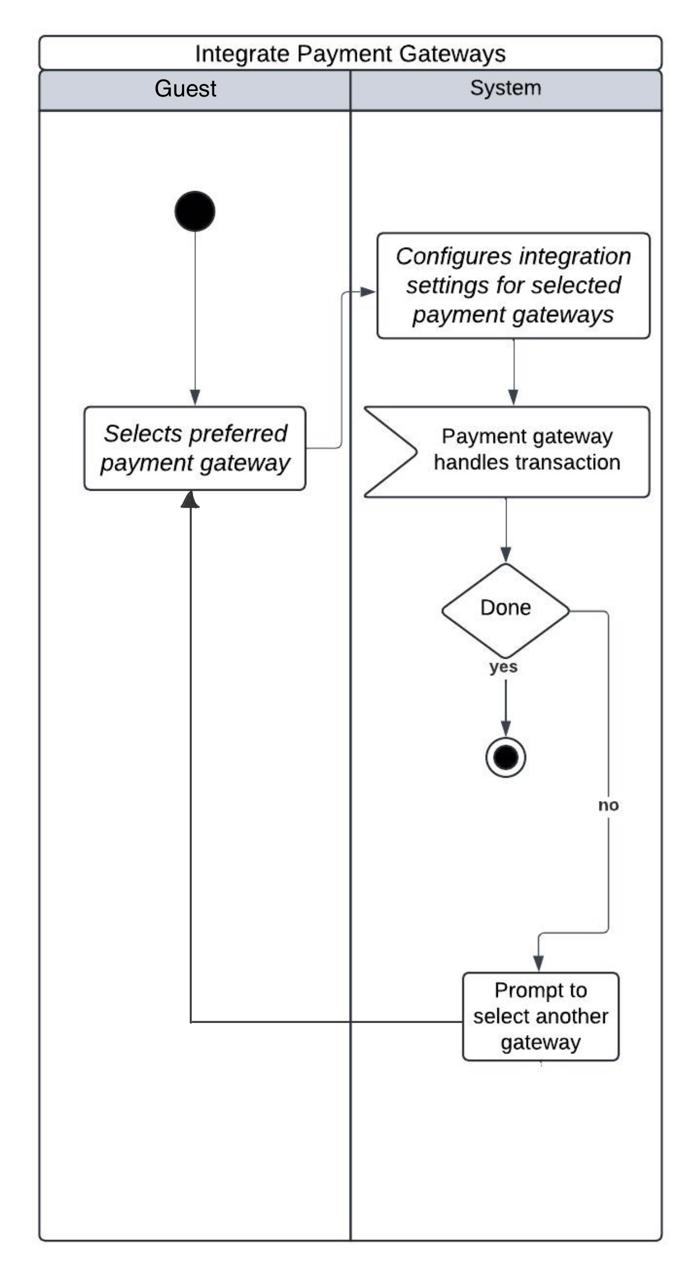 Integrate Payment Gateways
Guest
System
Configures integration
settings for selected
payment gateways
Selects preferred
payment gateway
Payment gateway
handles transaction
Done
yes
no
Prompt to
select another
gateway